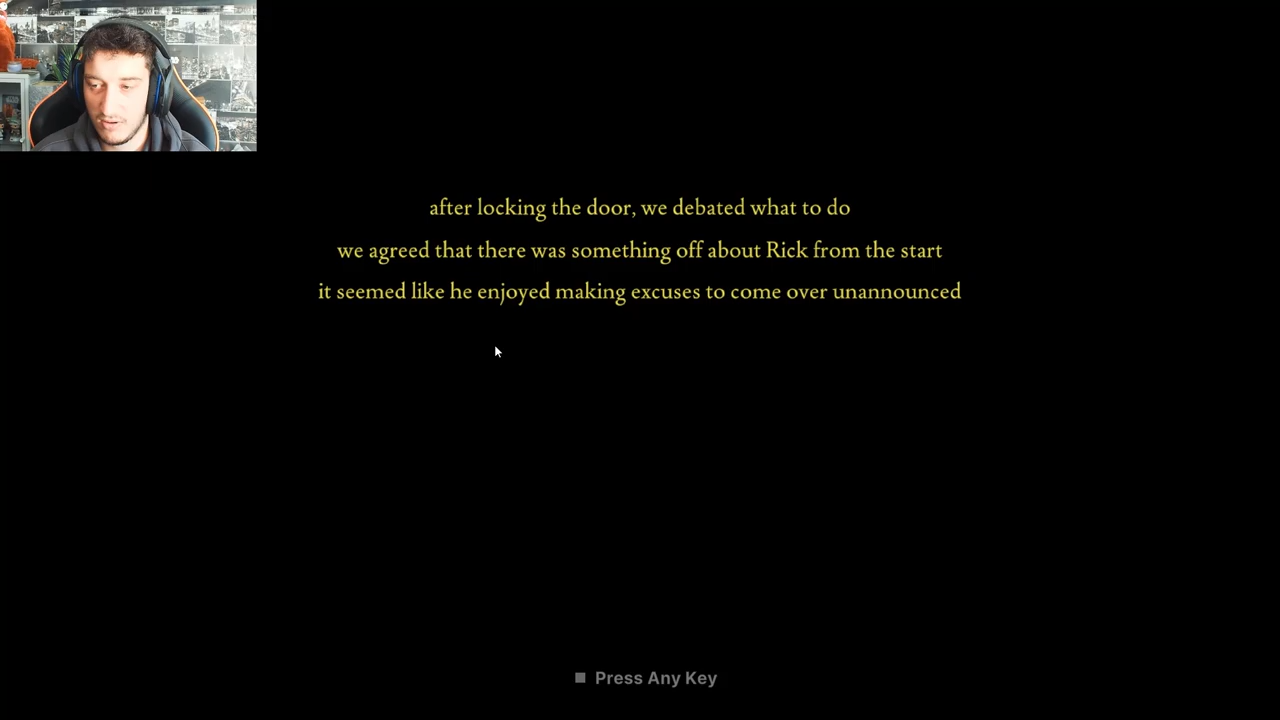 after locking the door, we debated what to do
we agreed that there was something off about Rick from the start
it seemed like he enjoyed making excuses to come over unannounced
Press Any Key